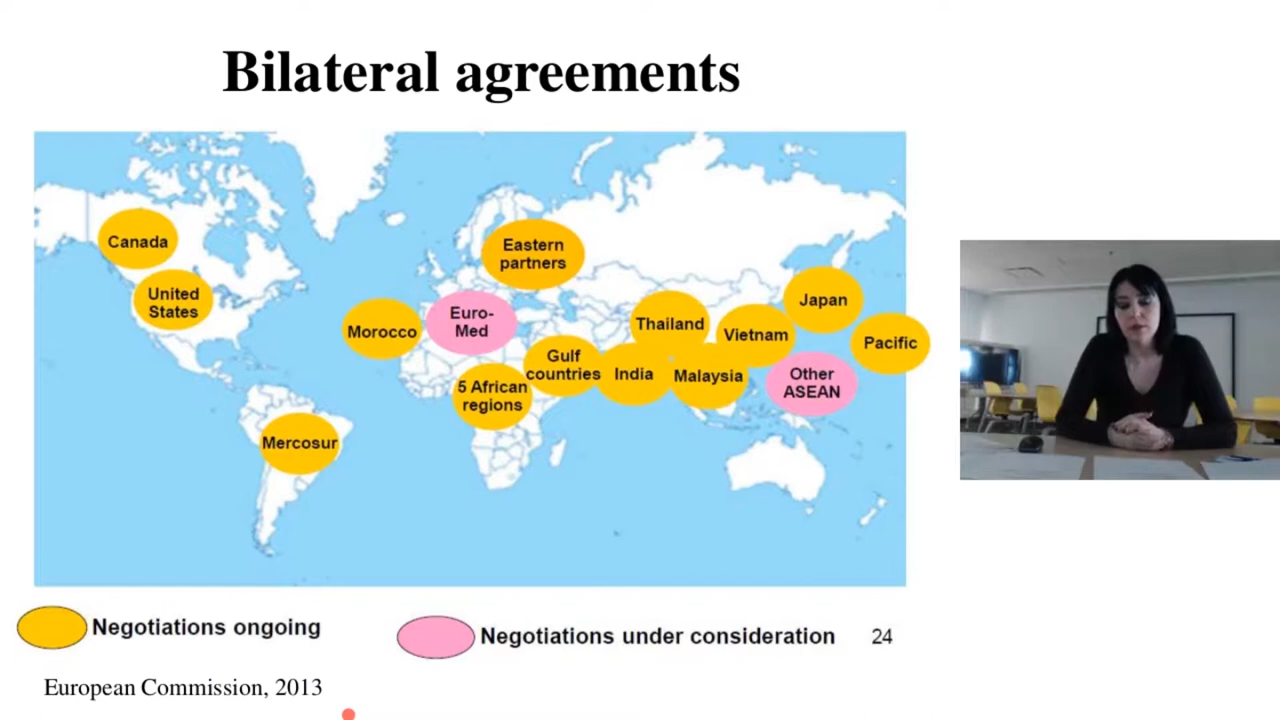 Bilateral agreements
Canada
United
States
Mercosur
Morocco
Euro-
Med
Eastern
partners
5 African
regions
Gulf
countries
India
Thailand
Malaysia
Vietnam
Japan
Other
ASEAN
Pacific
Negotiations ongoing
Negotiations under consideration
24
European Commission, 2013